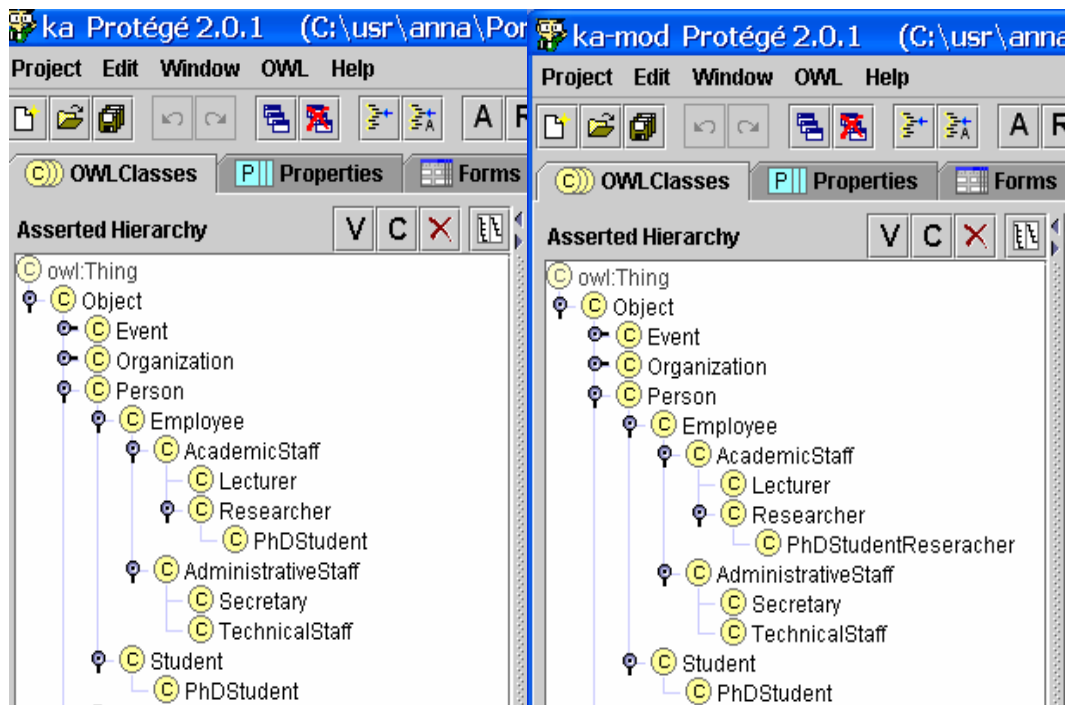 ka Protégé 2.0.1 (C:\usr\anna\Por
Project Edit Window OWL Help
A R
C OWLClasses P Properties Forms
Asserted Hierarchy V C
C owl:Thing
C Object
C Event
C Organization
C Person
C Employee
C AcademicStaff
C Lecturer
C Researcher
C PhDStudent
C AdministrativeStaff
C Secretary
C TechnicalStaff
C Student
C PhDStudent
ka-mod Protégé 2.0.1 (C:\usr\anna
Project Edit Window OWL Help
A R
C OWLClasses P Properties Forms
Asserted Hierarchy V C
C owl:Thing
C Object
C Event
C Organization
C Person
C Employee
C AcademicStaff
C Lecturer
C Researcher
C PhDStudentReseracher
C AdministrativeStaff
C Secretary
C TechnicalStaff
C Student
C PhDStudent